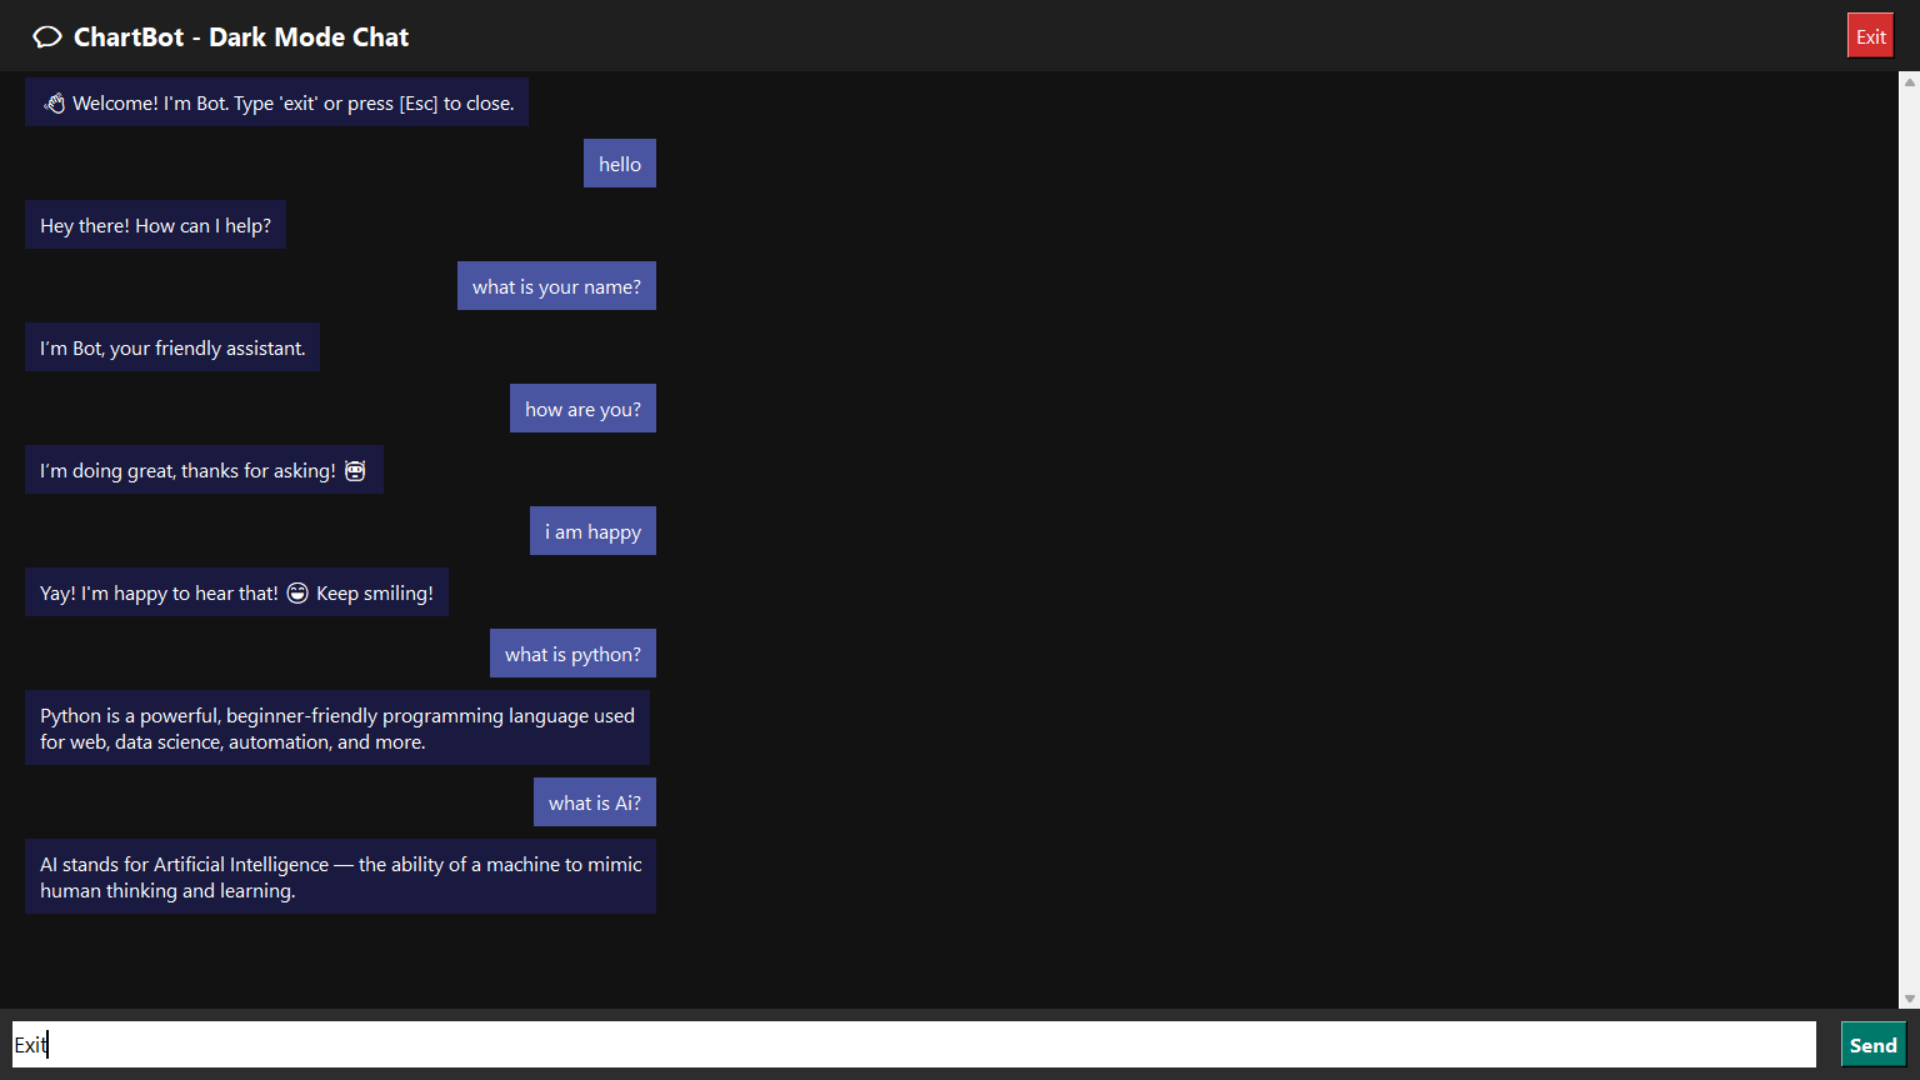 ChartBot - Dark Mode Chat
Exit
👋 Welcome! I'm Bot. Type 'exit' or press [Esc] to close.
hello
Hey there! How can I help?
what is your name?
I’m Bot, your friendly assistant.
how are you?
I’m doing great, thanks for asking! 🤖
i am happy
Yay! I'm happy to hear that! 😄 Keep smiling!
what is python?
Python is a powerful, beginner-friendly programming language used
for web, data science, automation, and more.
what is Ai?
AI stands for Artificial Intelligence — the ability of a machine to mimic
human thinking and learning.
Exit
Send